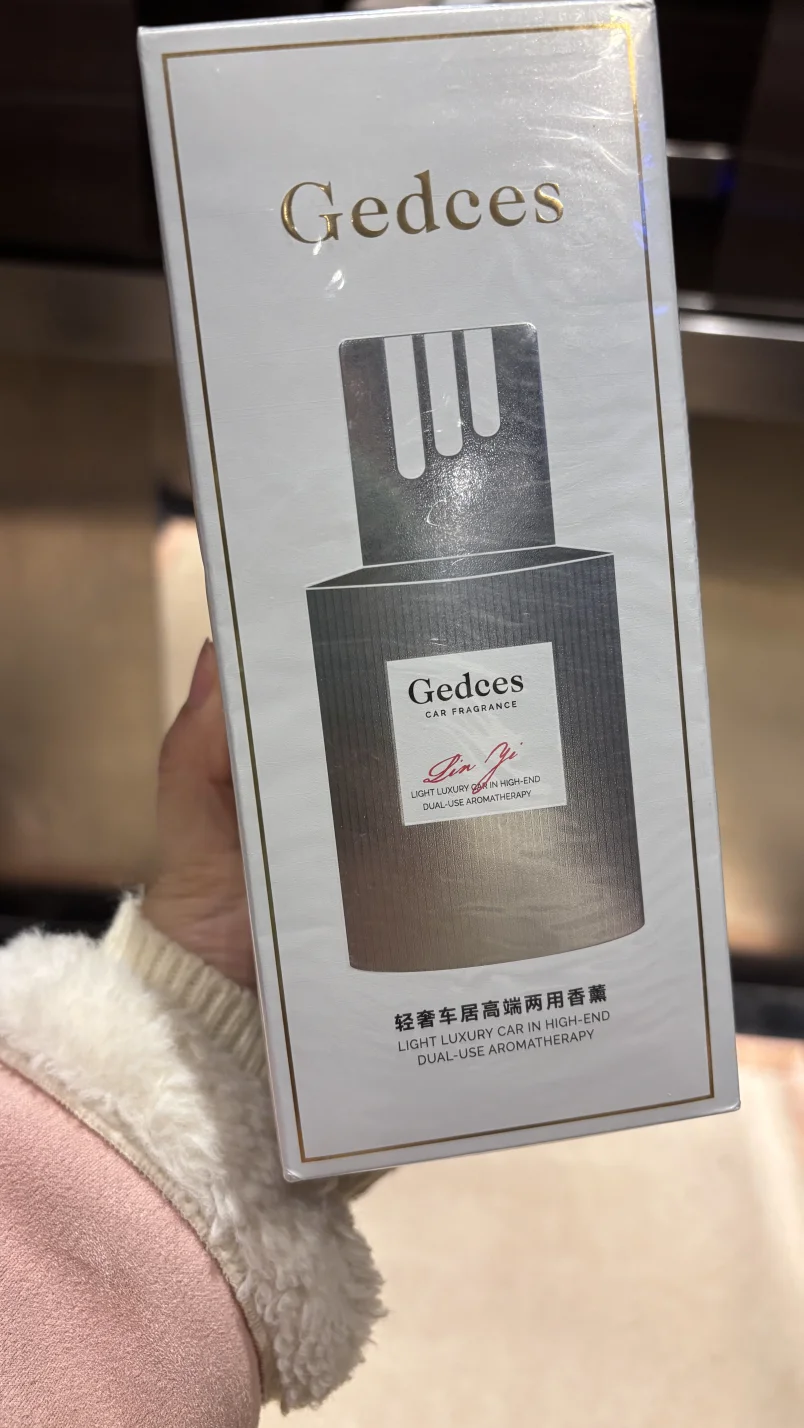 Gedces
Gedces
CAR FRAGRANCE
Lin Yi
LIGHT LUXURY CAR IN HIGH-END
DUAL-USE AROMATHERAPY
轻奢车居高端两用香薰
LIGHT LUXURY CAR IN HIGH-END
DUAL-USE AROMATHERAPY